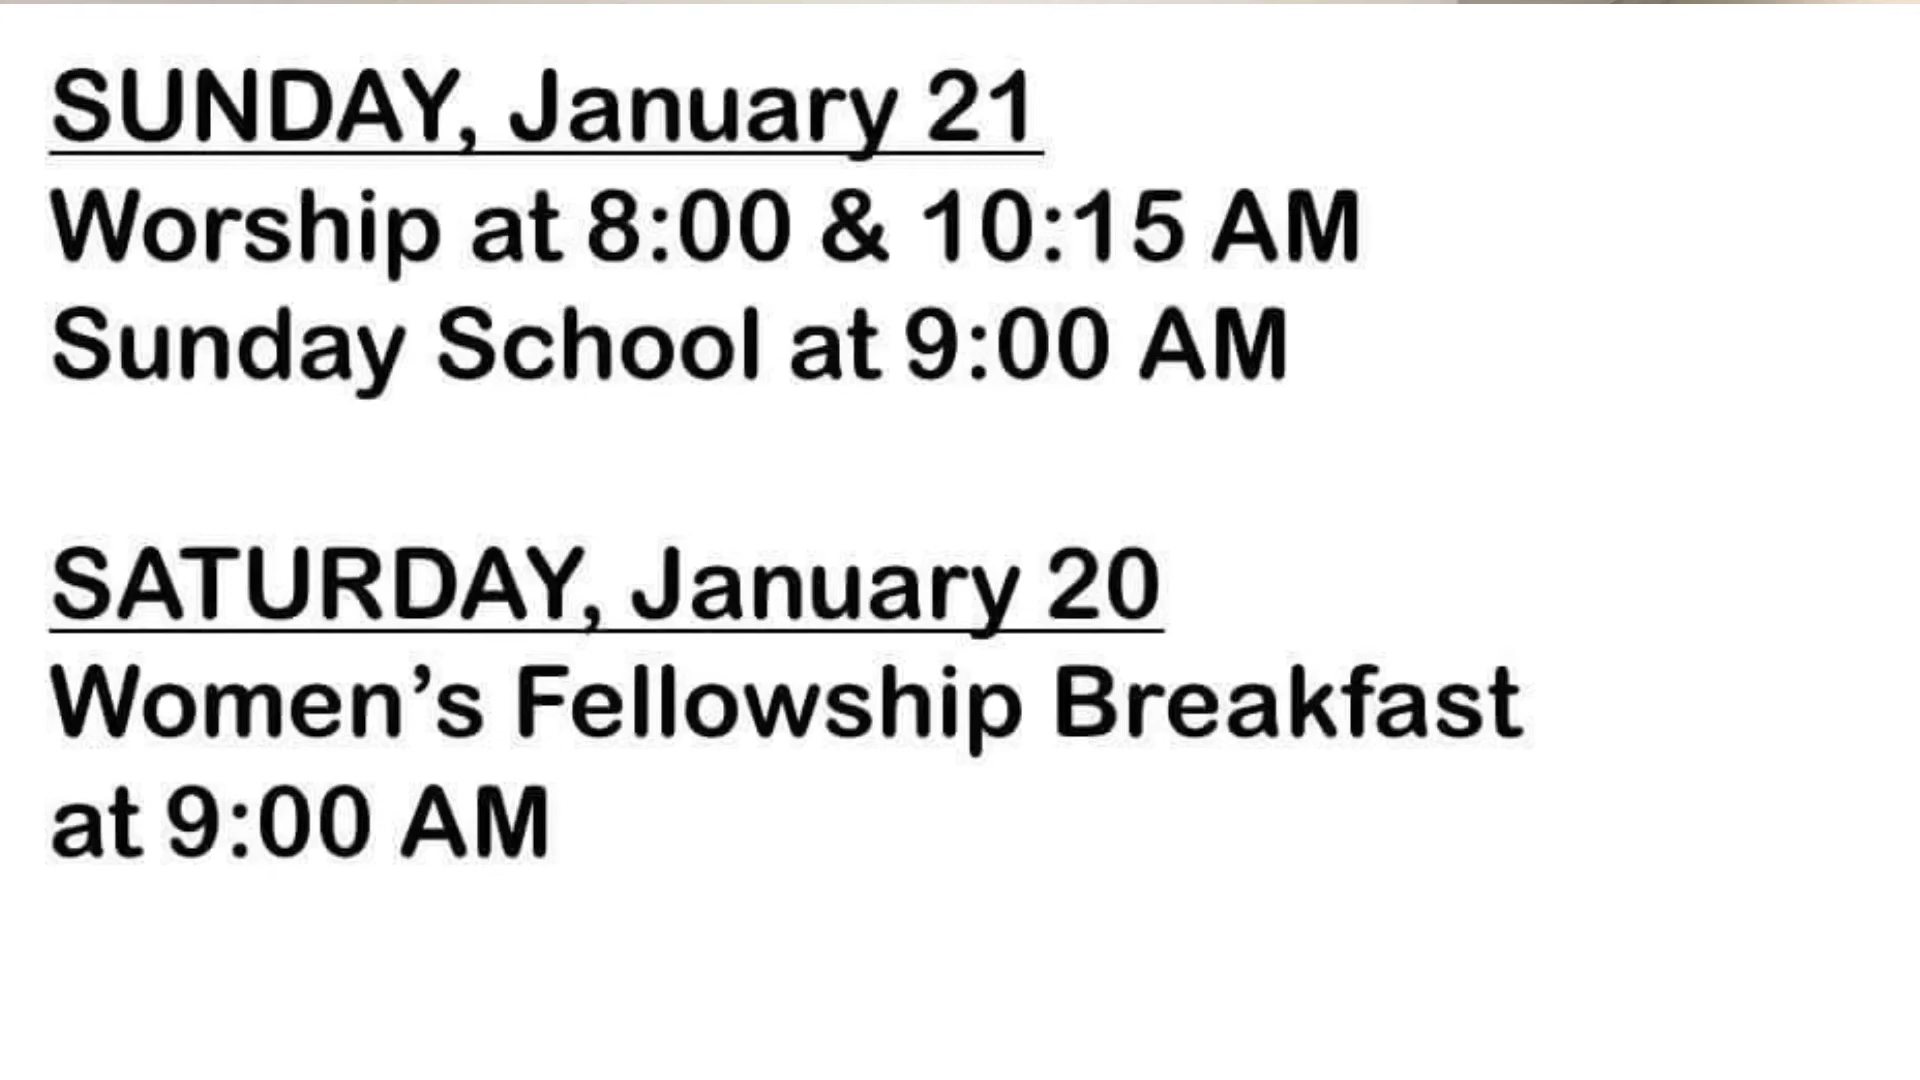 SUNDAY, January 21
Worship at 8:00 & 10:15 AM
Sunday School at 9:00 AM
SATURDAY, January 20
Women’s Fellowship Breakfast
at 9:00 AM